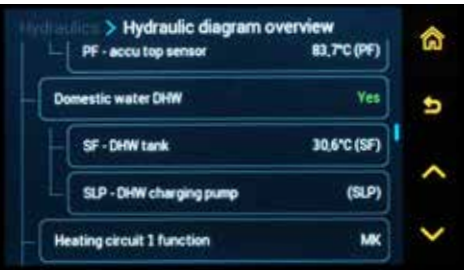 Hydraulics > Hydraulic diagram overview
PF - accu top sensor 83,7°C (PF)
Domestic water DHW Yes
SF - DHW tank 30,6°C (SF)
SLP - DHW charging pump (SLP)
Heating circuit 1 function MK